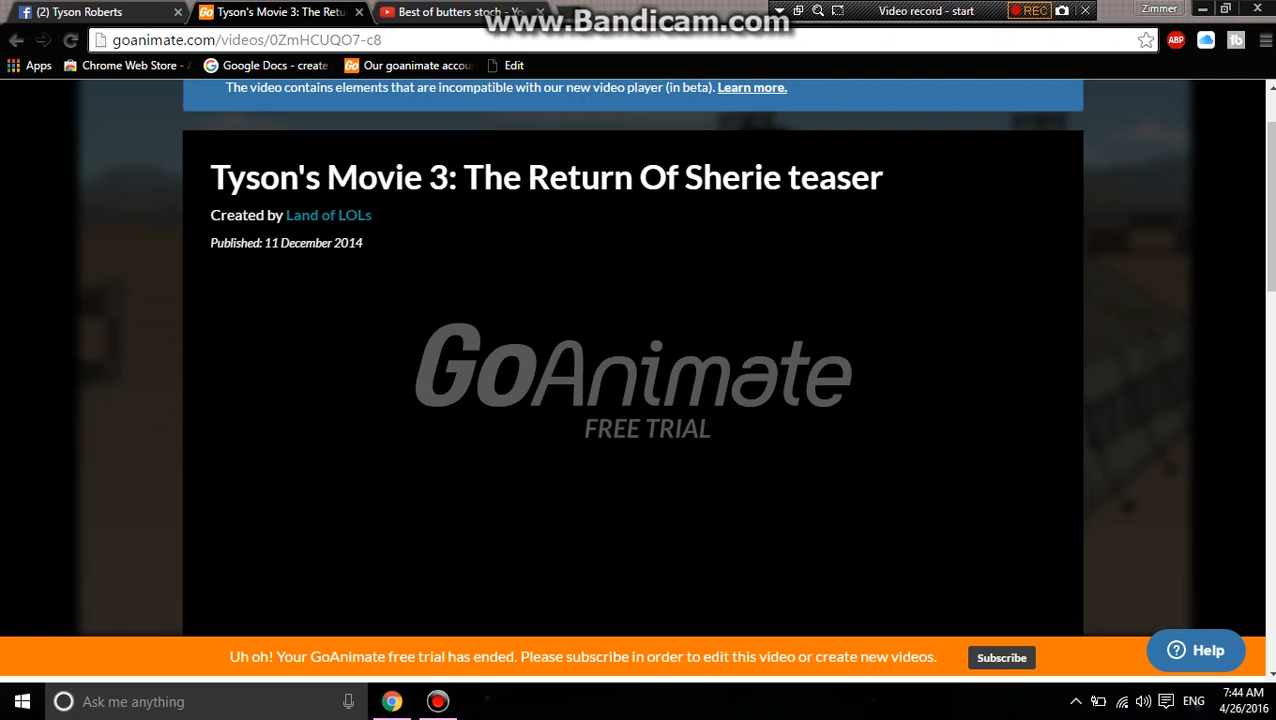 (2) Tyson Roberts
Tyson's Movie 3: The Retu
Best of butters stoch - Yo
www.Bandicam.com
Video record - start
REC
Zimmer
goanimate.com/videos/0ZmHCUQO7-c8
ABP
Apps
Chrome Web Store - A
Google Docs - create
Go
Our goanimate accou
Edit
The video contains elements that are incompatible with our new video player (in beta). Learn more.
Tyson's Movie 3: The Return Of Sherie teaser
Created by Land of LOLs
Published: 11 December 2014
GoAnimate
FREE TRIAL
Uh oh! Your GoAnimate free trial has ended. Please subscribe in order to edit this video or create new videos.
Subscribe
Help
Ask me anything
ENG
7:44 AM
4/26/2016